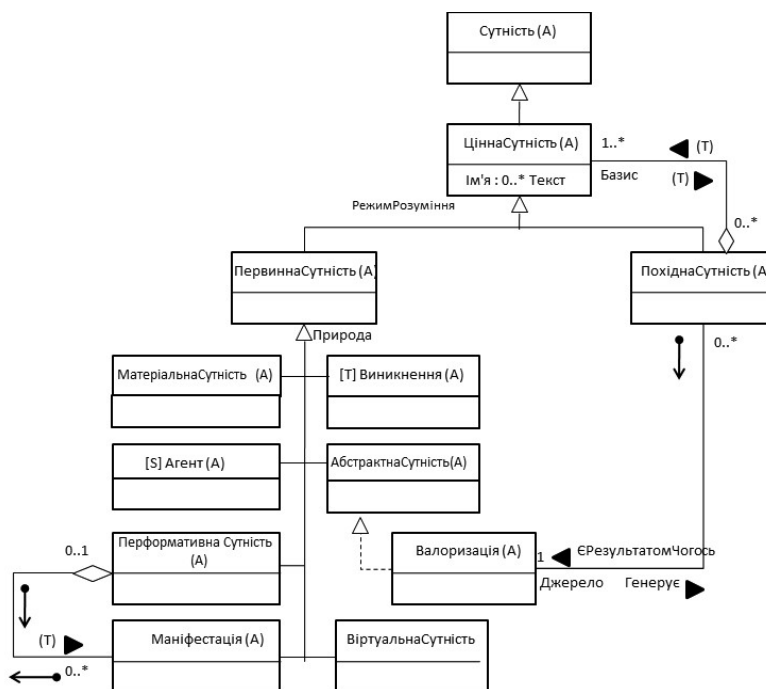 Сутність (А)
ЦіннаСутність (А)
1..*
(Т)
Ім'я : 0..* Текст
Базис
(Т)
РежимРозуміння
0..*
ПервиннаСутність (А)
ПохіднаСутність (А
Природа
0..*
МатеріальнаСутність (А)
[Т] Виникнення (А)
[S] Агент (А)
АбстрактнаСутність(А)
0..1
Перформативна Сутність
(А)
Валоризація (А)
1
ЄРезультатомЧогось
Джерело
Генерує
(Т)
Маніфестація (А)
ВіртуальнаСутність
0..*